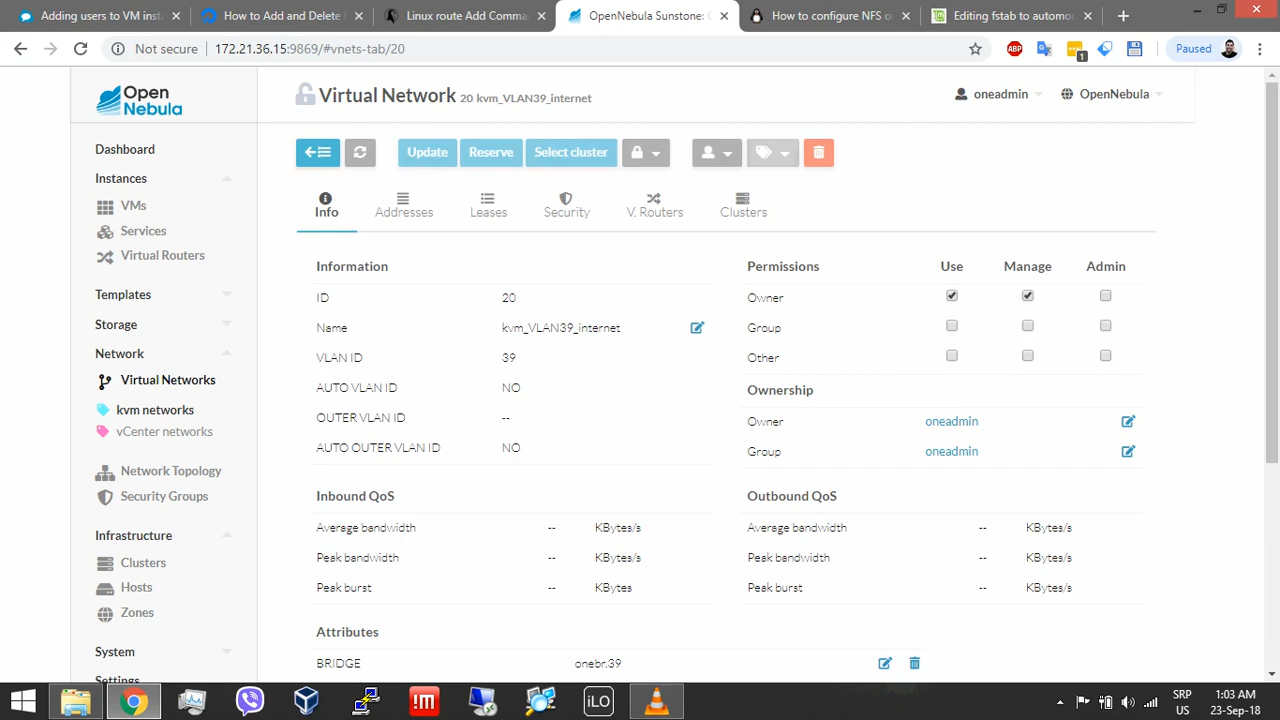 Adding users to VM inst
How to Add and Delete
Linux route Add Comma
OpenNebula Sunstone: 
How to configure NFS o
Editing fstab to automou
Not secure 172.21.36.15:9869/#vnets-tab/20
ABP
1
Paused
Open
Nebula
Virtual Network 20 kvm_VLAN39_internet
oneadmin
OpenNebula
Dashboard
Instances
VMs
Services
Virtual Routers
Templates
Storage
Network
Virtual Networks
kvm networks
vCenter networks
Network Topology
Security Groups
Infrastructure
Clusters
Hosts
Zones
System
Settings
Update
Reserve
Select cluster
Info
Addresses
Leases
Security
V. Routers
Clusters
Information
ID 20
Name kvm_VLAN39_internet
VLAN ID 39
AUTO VLAN ID NO
OUTER VLAN ID --
AUTO OUTER VLAN ID NO
Permissions Use Manage Admin
Owner
Group
Other
Ownership
Owner oneadmin
Group oneadmin
Inbound QoS
Average bandwidth -- KBytes/s
Peak bandwidth -- KBytes/s
Peak burst -- KBytes
Outbound QoS
Average bandwidth -- KBytes/s
Peak bandwidth -- KBytes/s
Peak burst -- KBytes/s
Attributes
BRIDGE onebr.39
!m
iLO
SRP
US
1:03 AM
23-Sep-18